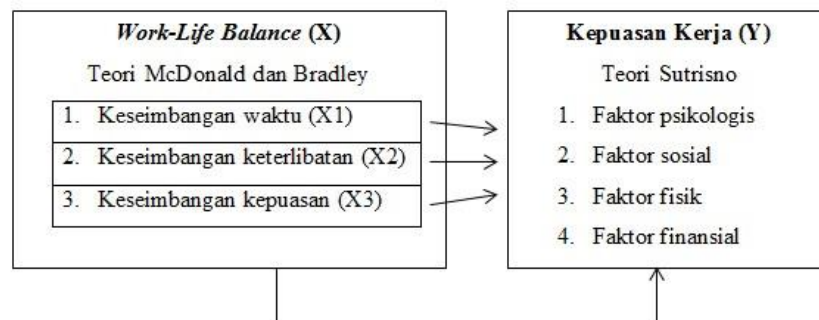 Work-Life Balance (X)
Teori McDonald dan Bradley
1. Keseimbangan waktu (X1)
2. Keseimbangan keterlibatan (X2)
3. Keseimbangan kepuasan (X3)
Kepuasan Kerja (Y)
Teori Sutrisno
1. Faktor psikologis
2. Faktor sosial
3. Faktor fisik
4. Faktor finansial